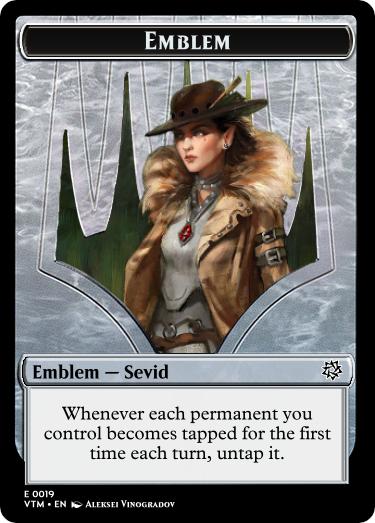 EMBLEM
Emblem — Sevid
Whenever each permanent you
control becomes tapped for the first
time each turn, untap it.
E 0019
VTM • EN ALEKSEI VINOGRADOV